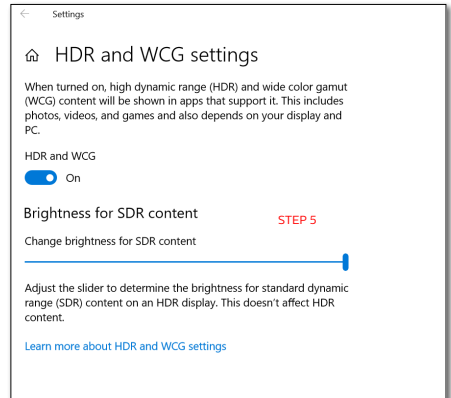 Settings
HDR and WCG settings
When turned on, high dynamic range (HDR) and wide color gamut
(WCG) content will be shown in apps that support it. This includes
photos, videos, and games and also depends on your display and
PC.
HDR and WCG
On
Brightness for SDR content
STEP 5
Change brightness for SDR content
Adjust the slider to determine the brightness for standard dynamic
range (SDR) content on an HDR display. This doesn't affect HDR
content.
Learn more about HDR and WCG settings